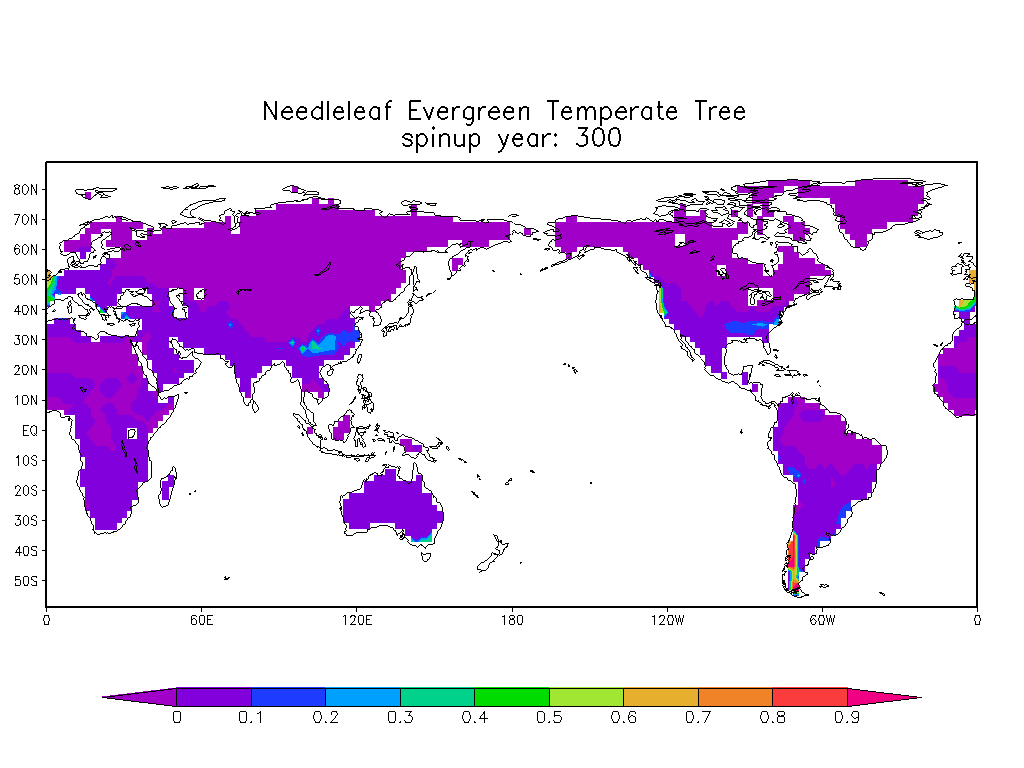 Needleleaf Evergreen Temperate Tree
spinup year: 300
80N
70N
60N
50N
40N
30N
20N
10N
EQ
10S
20S
30S
40S
50S
0 60E 120E 180 120W 60W 0
0 0.1 0.2 0.3 0.4 0.5 0.6 0.7 0.8 0.9